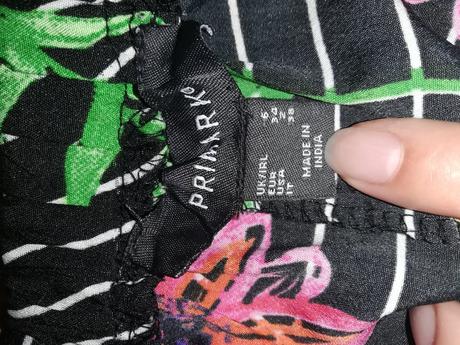 PRIMARK
UK/IRL 6
EUR 34
USA 2
IT 38
MADE IN
INDIA